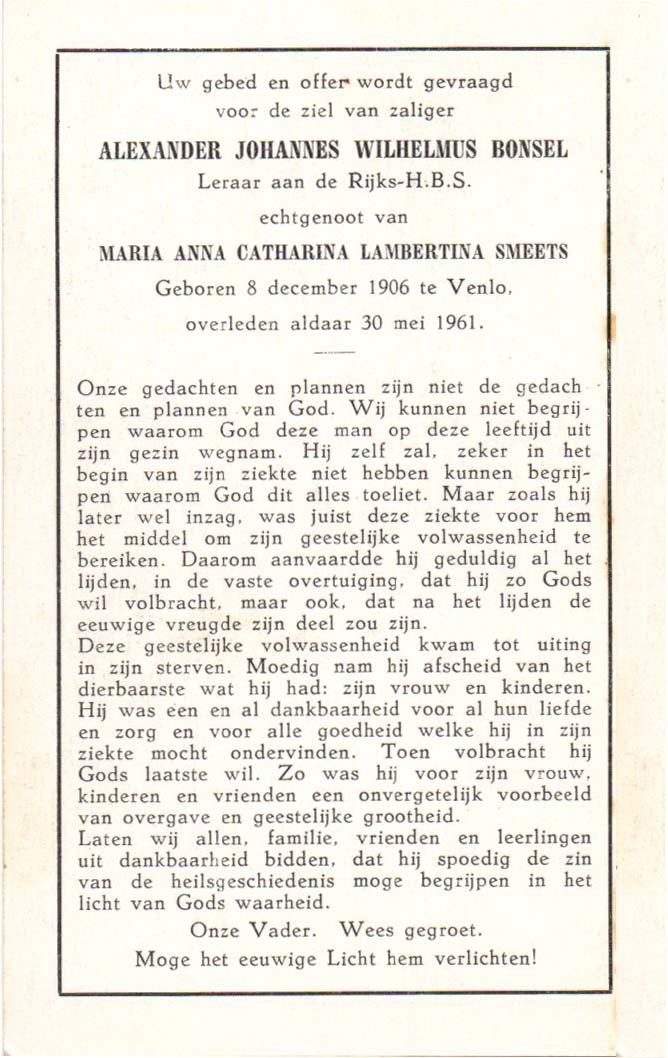 Uw gebed en offer wordt gevraagd
voor de ziel van zaliger
ALEXANDER JOHANNES WILHELMUS BONSEL
Leraar aan de Rijks-H.B.S.
echtgenoot van
MARIA ANNA CATHARINA LAMBERTINA SMEETS
Geboren 8 december 1906 te Venlo,
overleden aldaar 30 mei 1961.
Onze gedachten en plannen zijn niet de gedach-
ten en plannen van God. Wij kunnen niet begrij-
pen waarom God deze man op deze leeftijd uit
zijn gezin wegnam. Hij zelf zal, zeker in het
begin van zijn ziekte niet hebben kunnen begrij-
pen waarom God dit alles toeliet. Maar zoals hij
later wel inzag, was juist deze ziekte voor hem
het middel om zijn geestelijke volwassenheid te
bereiken. Daarom aanvaardde hij geduldig al het
lijden, in de vaste overtuiging, dat hij zo Gods
wil volbracht, maar ook, dat na het lijden de
eeuwige vreugde zijn deel zou zijn.
Deze geestelijke volwassenheid kwam tot uiting
in zijn sterven. Moedig nam hij afscheid van het
dierbaarste wat hij had: zijn vrouw en kinderen.
Hij was een en al dankbaarheid voor al hun liefde
en zorg en voor alle goedheid welke hij in zijn
ziekte mocht ondervinden. Toen volbracht hij
Gods laatste wil. Zo was hij voor zijn vrouw,
kinderen en vrienden een onvergetelijk voorbeeld
van overgave en geestelijke grootheid.
Laten wij allen, familie, vrienden en leerlingen
uit dankbaarheid bidden, dat hij spoedig de zin
van de heilsgeschiedenis moge begrijpen in het
licht van Gods waarheid.
Onze Vader. Wees gegroet.
Moge het eeuwige Licht hem verlichten!